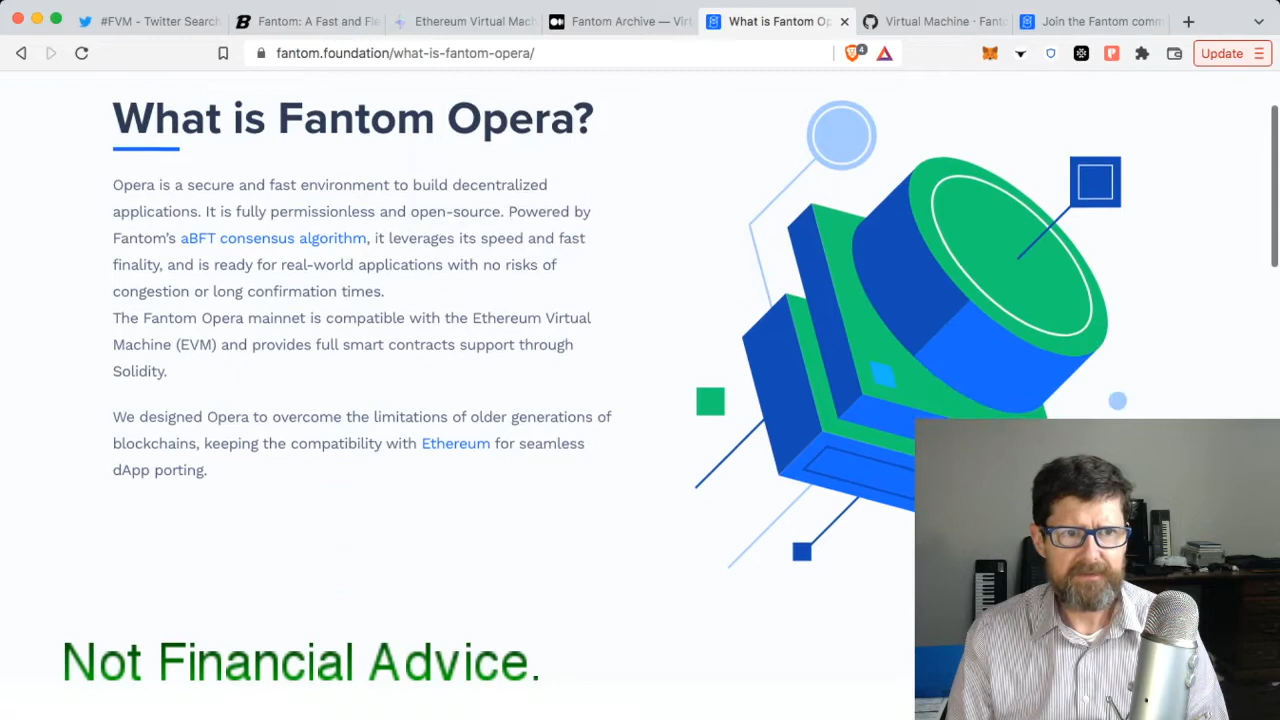 #FVM - Twitter Search
Fantom: A Fast and Fle
Ethereum Virtual Mac
Fantom Archive — Virt
What is Fantom Op
Virtual Machine · Fant
Join the Fantom comm
fantom.foundation/what-is-fantom-opera/
4
Update
What is Fantom Opera?
Opera is a secure and fast environment to build decentralized
applications. It is fully permissionless and open-source. Powered by
Fantom’s aBFT consensus algorithm, it leverages its speed and fast
finality, and is ready for real-world applications with no risks of
congestion or long confirmation times.
The Fantom Opera mainnet is compatible with the Ethereum Virtual
Machine (EVM) and provides full smart contracts support through
Solidity.
We designed Opera to overcome the limitations of older generations of
blockchains, keeping the compatibility with Ethereum for seamless
dApp porting.
Not Financial Advice.